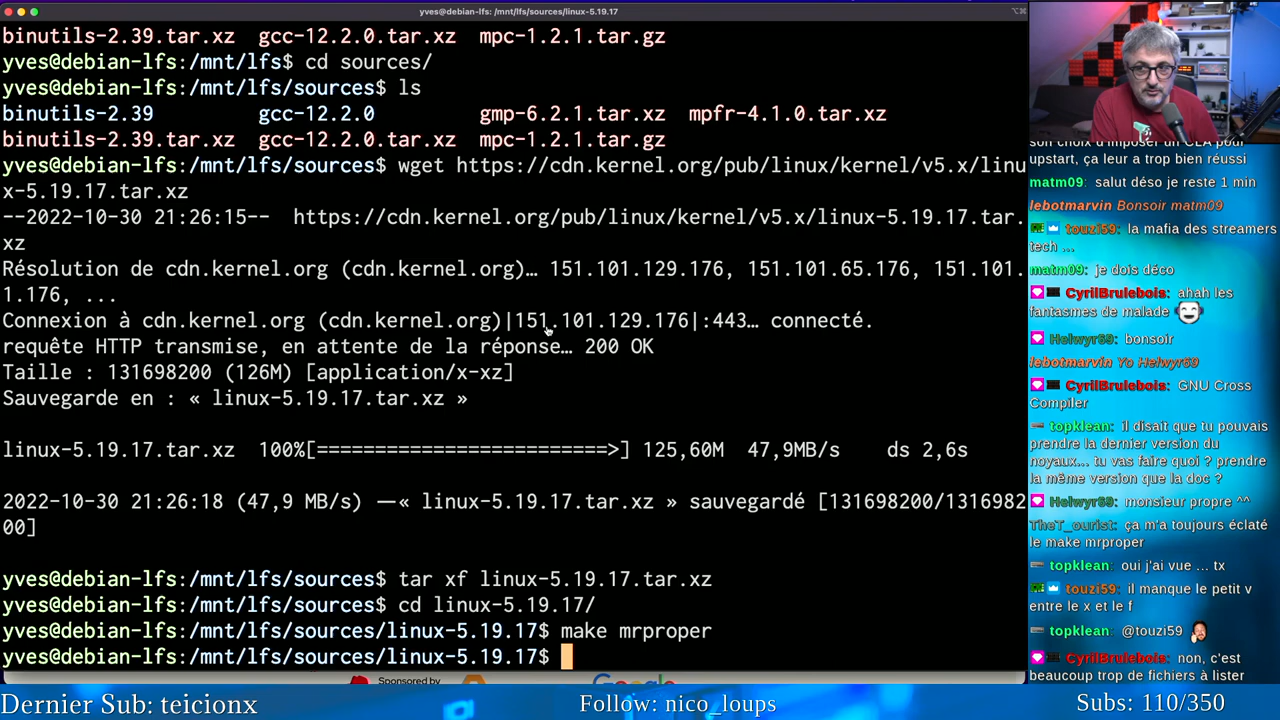 yves@debian-lfs: /mnt/lfs/sources/linux-5.19.17
binutils-2.39.tar.xz gcc-12.2.0.tar.xz mpc-1.2.1.tar.gz
yves@debian-lfs:/mnt/lfs$ cd sources/
yves@debian-lfs:/mnt/lfs/sources$ ls
binutils-2.39 gcc-12.2.0 gmp-6.2.1.tar.xz mpfr-4.1.0.tar.xz
binutils-2.39.tar.xz gcc-12.2.0.tar.xz mpc-1.2.1.tar.gz
yves@debian-lfs:/mnt/lfs/sources$ wget https://cdn.kernel.org/pub/linux/kernel/v5.x/linu
x-5.19.17.tar.xz
--2022-10-30 21:26:15-- https://cdn.kernel.org/pub/linux/kernel/v5.x/linux-5.19.17.tar.
xz
Résolution de cdn.kernel.org (cdn.kernel.org)… 151.101.129.176, 151.101.65.176, 151.101.
1.176, ...
Connexion à cdn.kernel.org (cdn.kernel.org)|151.101.129.176|:443… connecté.
requête HTTP transmise, en attente de la réponse… 200 OK
Taille : 131698200 (126M) [application/x-xz]
Sauvegarde en : « linux-5.19.17.tar.xz »
linux-5.19.17.tar.xz 100%[========================>] 125,60M 47,9MB/s ds 2,6s
2022-10-30 21:26:18 (47,9 MB/s) —« linux-5.19.17.tar.xz » sauvegardé [131698200/1316982
00]
yves@debian-lfs:/mnt/lfs/sources$ tar xf linux-5.19.17.tar.xz
yves@debian-lfs:/mnt/lfs/sources$ cd linux-5.19.17/
yves@debian-lfs:/mnt/lfs/sources/linux-5.19.17$ make mrproper
yves@debian-lfs:/mnt/lfs/sources/linux-5.19.17$
Sponsored by
Google
son choix d'imposer un CLA pour
upstart, ça leur a trop bien réussi
matm09: salut déso je reste 1 min
lebotmarvin Bonsoir matm09
touzi59: la mafia des streamers
tech ...
matm09: je dois déco
CyrilBrulebois: ahah les
fantasmes de malade
Helwyr69: bonsoir
lebotmarvin Yo Helwyr69
CyrilBrulebois: GNU Cross
Compiler
topklean: il disait que tu pouvais
prendre la dernier version du
noyaux... tu vas faire quoi ? prendre
la même version que la doc ?
Helwyr69: monsieur propre ^^
TheT_ourist: ça m'a toujours éclaté
le make mrproper
topklean: oui j'ai vue ... tx
touzi59: il manque le petit v
entre le x et le f
topklean: @touzi59
CyrilBrulebois: non, c'est
beaucoup trop de fichiers à lister
Dernier Sub: teicionx
Follow: nico_loups
Subs: 110/350